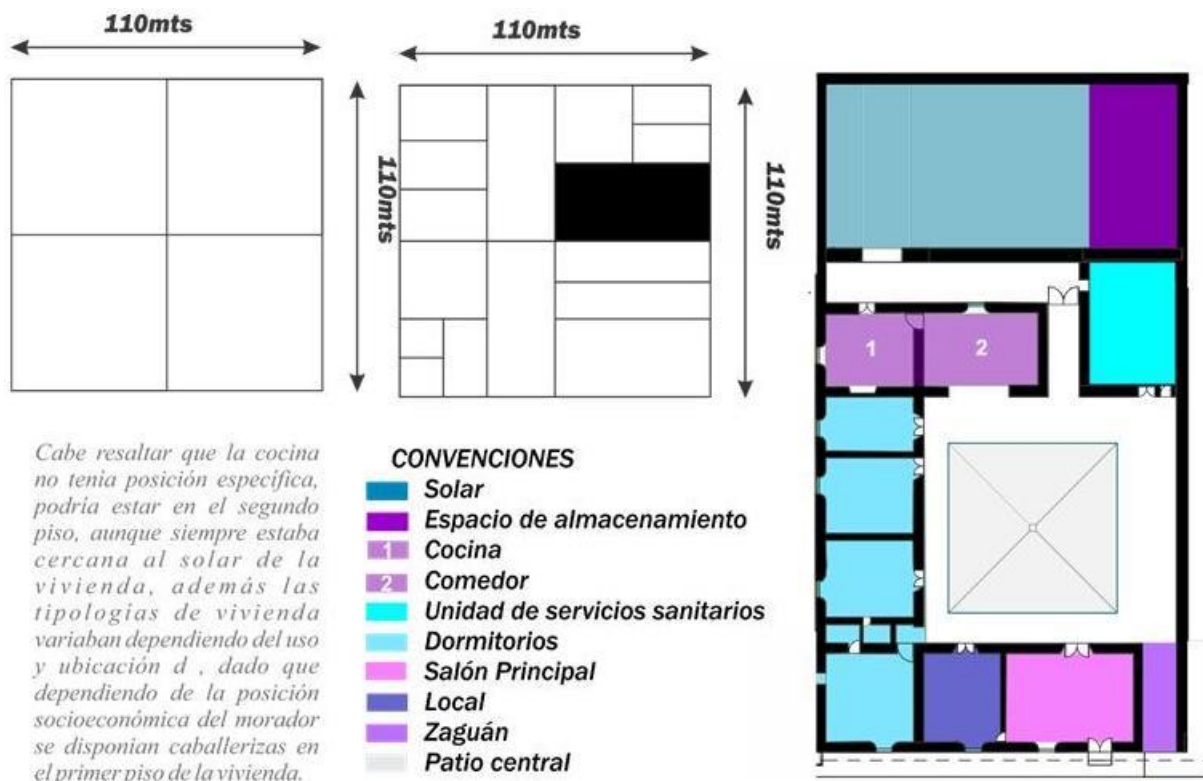 110mts
110mts
110mts
110mts
Cabe resaltar que la cocina
no tenia posición específica,
podría estar en el segundo
piso, aunque siempre estaba
cercana al solar de la
vivienda, además las
tipologías de vivienda
variaban dependiendo del uso
y ubicación d , dado que
dependiendo de la posición
socioeconómica del morador
se disponian caballerizas en
el primer piso de la vivienda.
CONVENCIONES
Solar
Espacio de almacenamiento
1 Cocina
2 Comedor
Unidad de servicios sanitarios
Dormitorios
Salón Principal
Local
Zaguán
Patio central
1
2